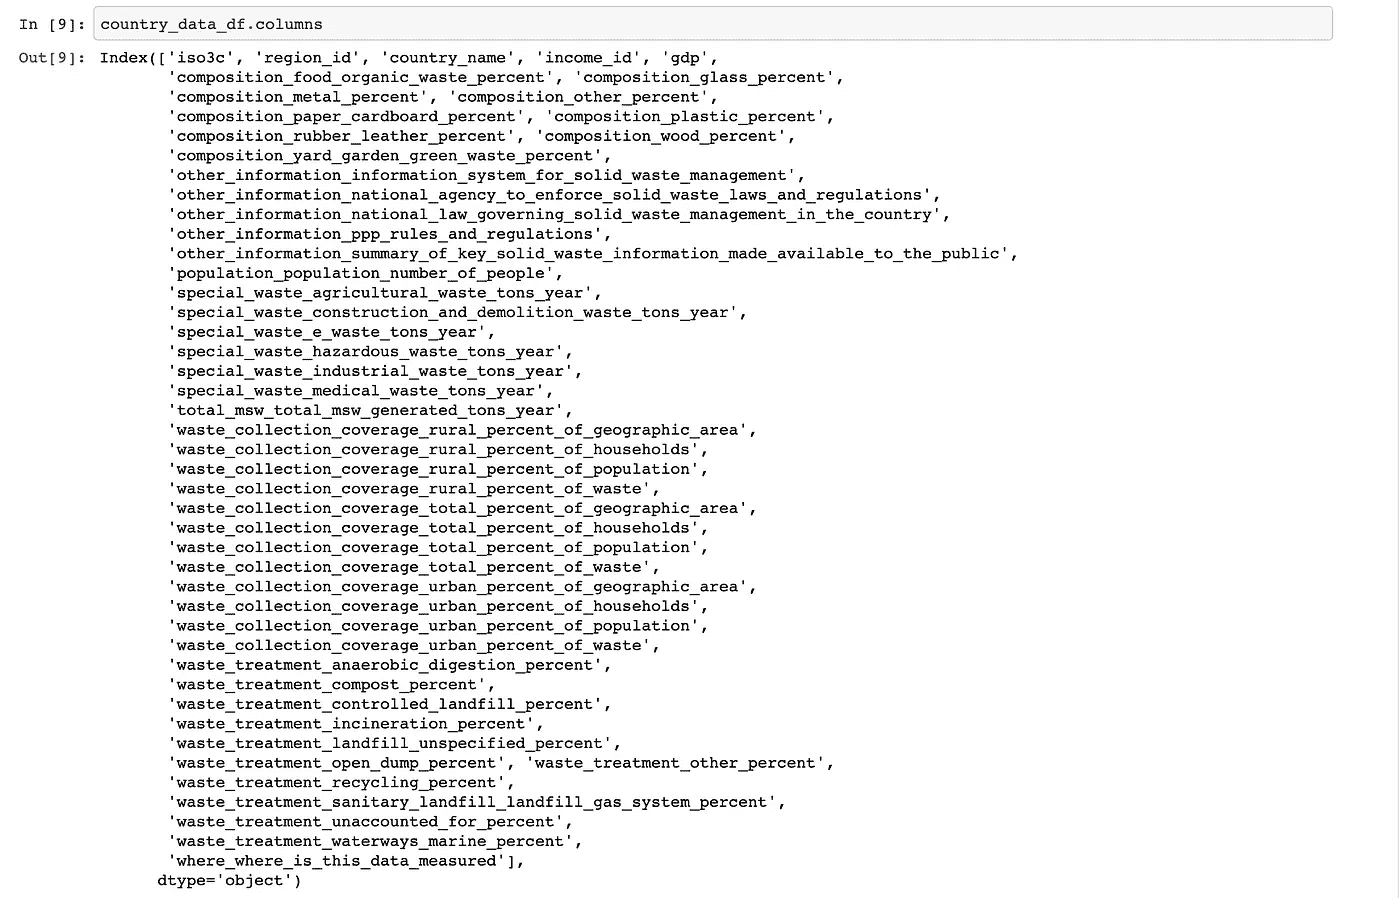 In [9]: country_data_df.columns
Out[9]: Index(['iso3c', 'region_id', 'country_name', 'income_id', 'gdp',
'composition_food_organic_waste_percent', 'composition_glass_percent',
'composition_metal_percent', 'composition_other_percent',
'composition_paper_cardboard_percent', 'composition_plastic_percent',
'composition_rubber_leather_percent', 'composition_wood_percent',
'composition_yard_garden_green_waste_percent',
'other_information_information_system_for_solid_waste_management',
'other_information_national_agency_to_enforce_solid_waste_laws_and_regulations',
'other_information_national_law_governing_solid_waste_management_in_the_country',
'other_information_ppp_rules_and_regulations',
'other_information_summary_of_key_solid_waste_information_made_available_to_the_public',
'population_population_number_of_people',
'special_waste_agricultural_waste_tons_year',
'special_waste_construction_and_demolition_waste_tons_year',
'special_waste_e_waste_tons_year',
'special_waste_hazardous_waste_tons_year',
'special_waste_industrial_waste_tons_year',
'special_waste_medical_waste_tons_year',
'total_msw_total_msw_generated_tons_year',
'waste_collection_coverage_rural_percent_of_geographic_area',
'waste_collection_coverage_rural_percent_of_households',
'waste_collection_coverage_rural_percent_of_population',
'waste_collection_coverage_rural_percent_of_waste',
'waste_collection_coverage_total_percent_of_geographic_area',
'waste_collection_coverage_total_percent_of_households',
'waste_collection_coverage_total_percent_of_population',
'waste_collection_coverage_total_percent_of_waste',
'waste_collection_coverage_urban_percent_of_geographic_area',
'waste_collection_coverage_urban_percent_of_households',
'waste_collection_coverage_urban_percent_of_population',
'waste_collection_coverage_urban_percent_of_waste',
'waste_treatment_anaerobic_digestion_percent',
'waste_treatment_compost_percent',
'waste_treatment_controlled_landfill_percent',
'waste_treatment_incineration_percent',
'waste_treatment_landfill_unspecified_percent',
'waste_treatment_open_dump_percent', 'waste_treatment_other_percent',
'waste_treatment_recycling_percent',
'waste_treatment_sanitary_landfill_landfill_gas_system_percent',
'waste_treatment_unaccounted_for_percent',
'waste_treatment_waterways_marine_percent',
'where_where_is_this_data_measured'],
dtype='object')